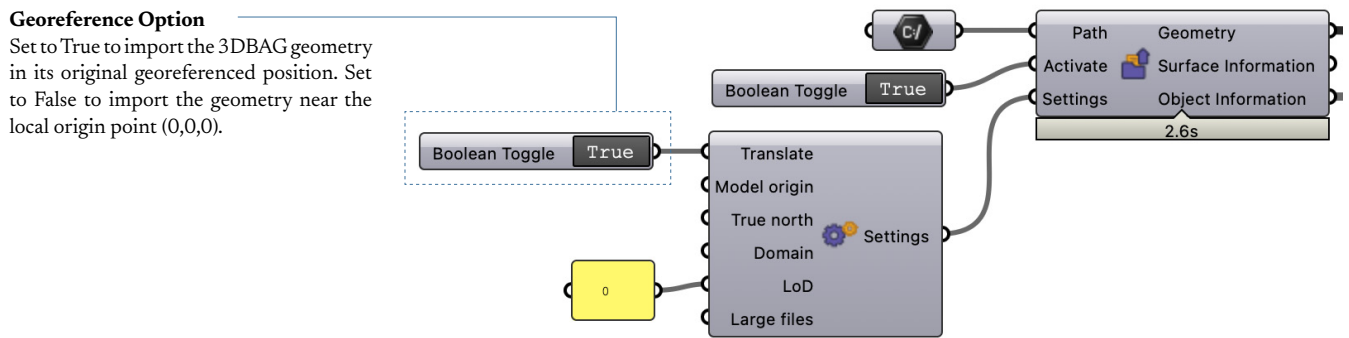 Georeference Option
Set to True to import the 3DBAG geometry
in its original georeferenced position. Set
to False to import the geometry near the
local origin point (0,0,0).
C:/
Path Geometry
Boolean Toggle True
Activate Surface Information
Settings Object Information
2.6s
Boolean Toggle True
Translate
Model origin
True north
Settings
Domain
0
LoD
Large files